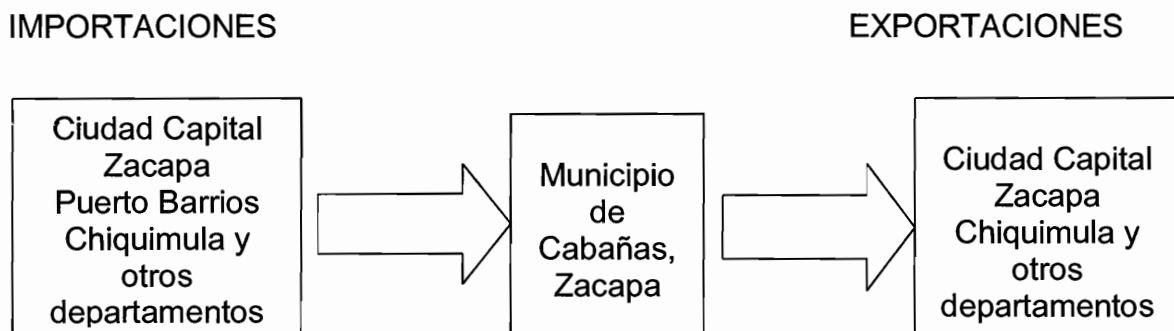 IMPORTACIONES
EXPORTACIONES
Ciudad Capital
Zacapa
Puerto Barrios
Chiquimula y
otros
departamentos
Municipio
de
Cabañas,
Zacapa
Ciudad Capital
Zacapa
Chiquimula y
otros
departamentos